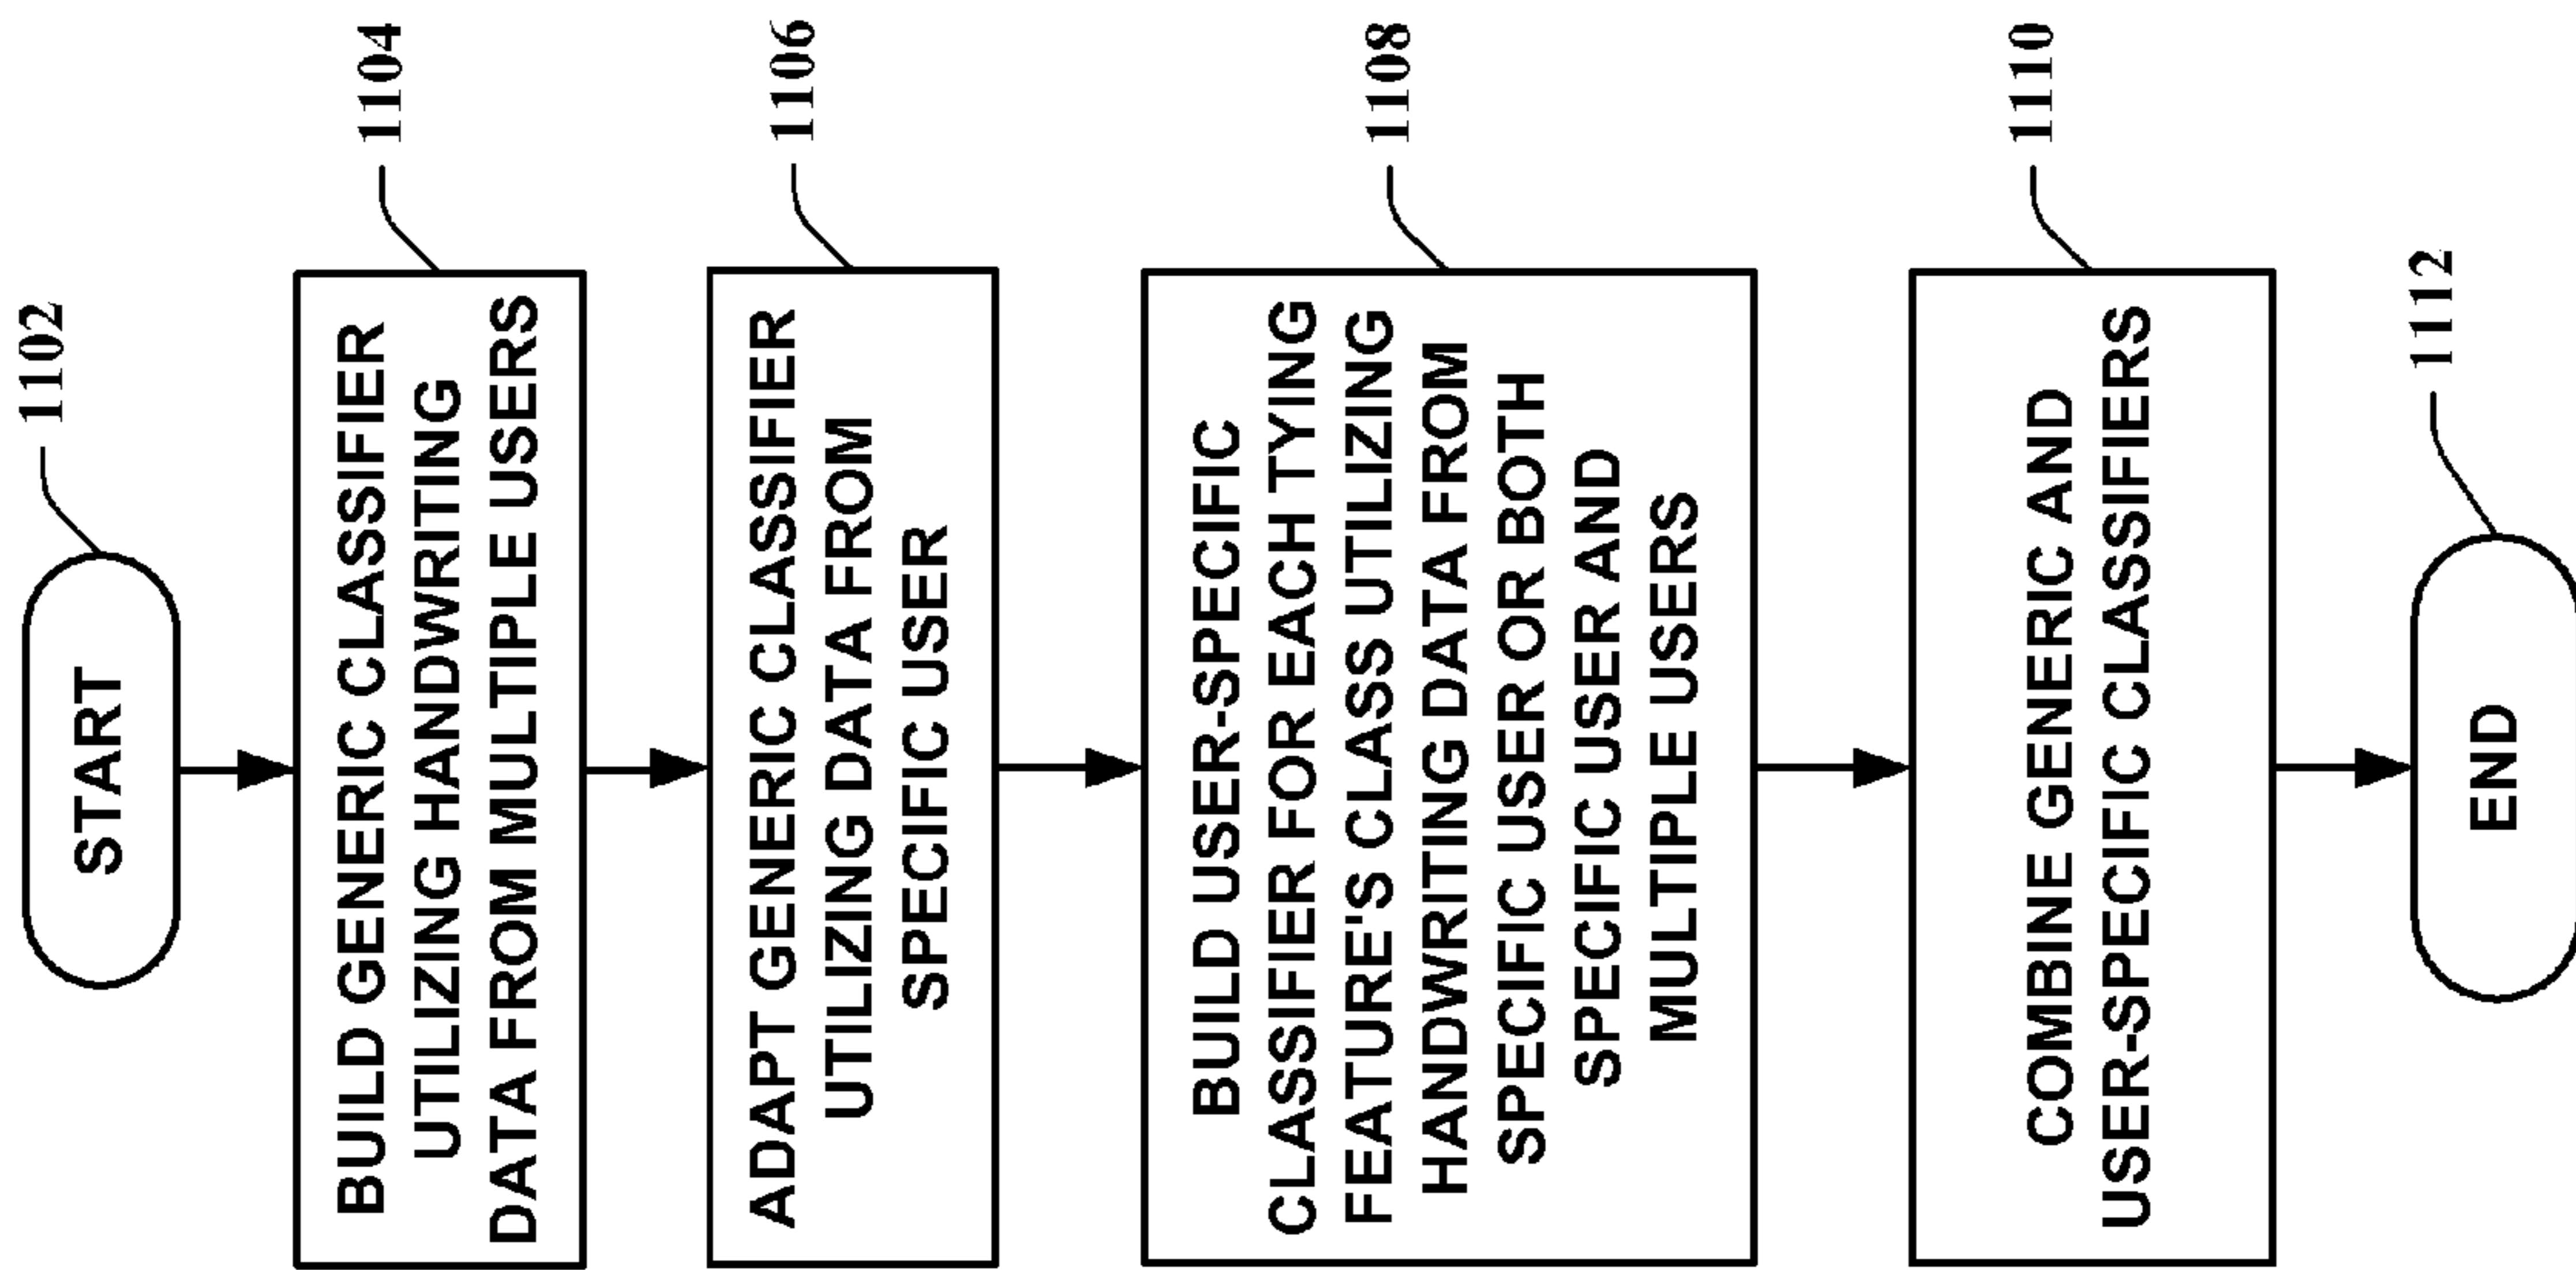 START
1102
BUILD GENERIC CLASSIFIER
UTILIZING HANDWRITING
DATA FROM MULTIPLE USERS
1104
ADAPT GENERIC CLASSIFIER
UTILIZING DATA FROM
SPECIFIC USER
1106
BUILD USER-SPECIFIC
CLASSIFIER FOR EACH TYING
FEATURE'S CLASS UTILIZING
HANDWRITING DATA FROM
SPECIFIC USER OR BOTH
SPECIFIC USER AND
MULTIPLE USERS
1108
COMBINE GENERIC AND
USER-SPECIFIC CLASSIFIERS
1110
END
1112